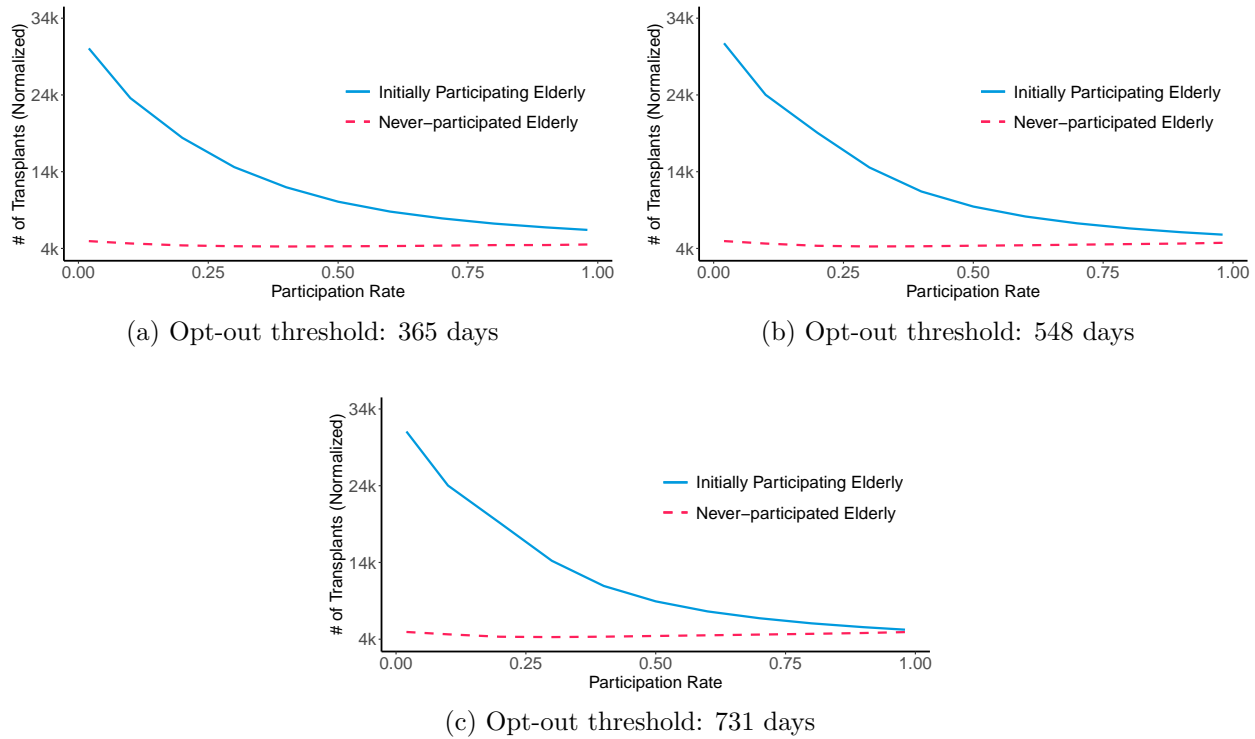 # of Transplants (Normalized)
34k
24k
14k
4k
Initially Participating Elderly
Never−participated Elderly
0.00 0.25 0.50 0.75 1.00
Participation Rate
(a) Opt-out threshold: 365 days
# of Transplants (Normalized)
34k
24k
14k
4k
Initially Participating Elderly
Never−participated Elderly
0.00 0.25 0.50 0.75 1.00
Participation Rate
(b) Opt-out threshold: 548 days
# of Transplants (Normalized)
34k
24k
14k
4k
Initially Participating Elderly
Never−participated Elderly
0.00 0.25 0.50 0.75 1.00
Participation Rate
(c) Opt-out threshold: 731 days